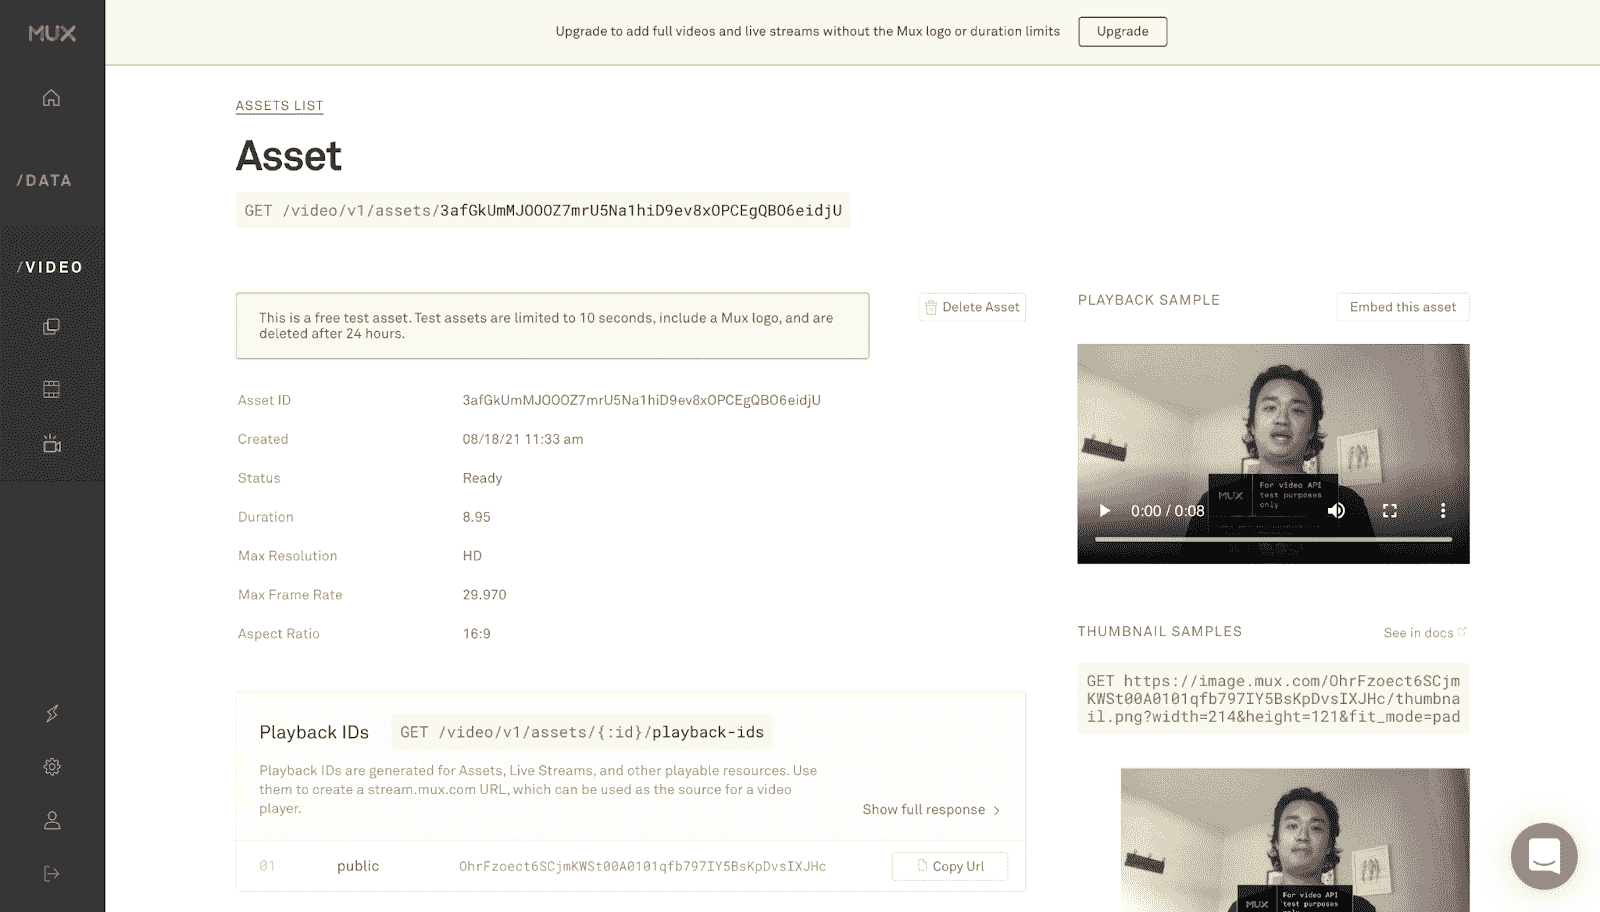 MUX
Upgrade to add full videos and live streams without the Mux logo or duration limits
Upgrade
/DATA
/VIDEO
ASSETS LIST
Asset
GET /video/v1/assets/3afGkUmMJOOOZ7mrU5Na1hiD9ev8xOPCEgQBO6eidjU
This is a free test asset. Test assets are limited to 10 seconds, include a Mux logo, and are
deleted after 24 hours.
Delete Asset
Asset ID 3afGkUmMJOOOZ7mrU5Na1hiD9ev8xOPCEgQBO6eidjU
Created 08/18/21 11:33 am
Status Ready
Duration 8.95
Max Resolution HD
Max Frame Rate 29.970
Aspect Ratio 16:9
Playback IDs GET /video/v1/assets/{:id}/playback-ids
Playback IDs are generated for Assets, Live Streams, and other playable resources. Use
them to create a stream.mux.com URL, which can be used as the source for a video
player.
Show full response
01 public OhrFzoect6SCjmKWSt00A0101qfb797IY5BsKpDvsIXJHc Copy Url
PLAYBACK SAMPLE
Embed this asset
MUX
For video API
test purposes
only
0:00 / 0:08
THUMBNAIL SAMPLES
See in docs
GET https://image.mux.com/OhrFzoect6SCjm
KWSt00A0101qfb797IY5BsKpDvsIXJHc/thumbna
il.png?width=214&height=121&fit_mode=pad
MUX
For video API
test purposes
only